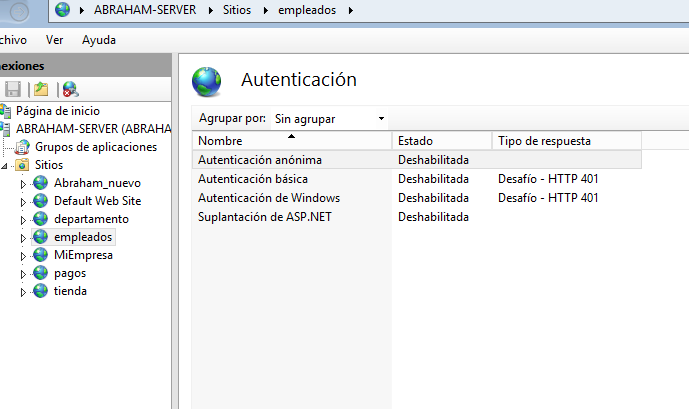 ABRAHAM-SERVER Sitios empleados
chivo Ver Ayuda
nexiones
Autenticación
Página de inicio
Agrupar por: Sin agrupar
ABRAHAM-SERVER (ABRAHA
Nombre Estado Tipo de respuesta
Grupos de aplicaciones
Autenticación anónima Deshabilitada
Sitios
Autenticación básica Deshabilitada Desafío - HTTP 401
Abraham_nuevo
Autenticación de Windows Deshabilitada Desafío - HTTP 401
Default Web Site
Suplantación de ASP.NET Deshabilitada
departamento
empleados
MiEmpresa
pagos
tienda